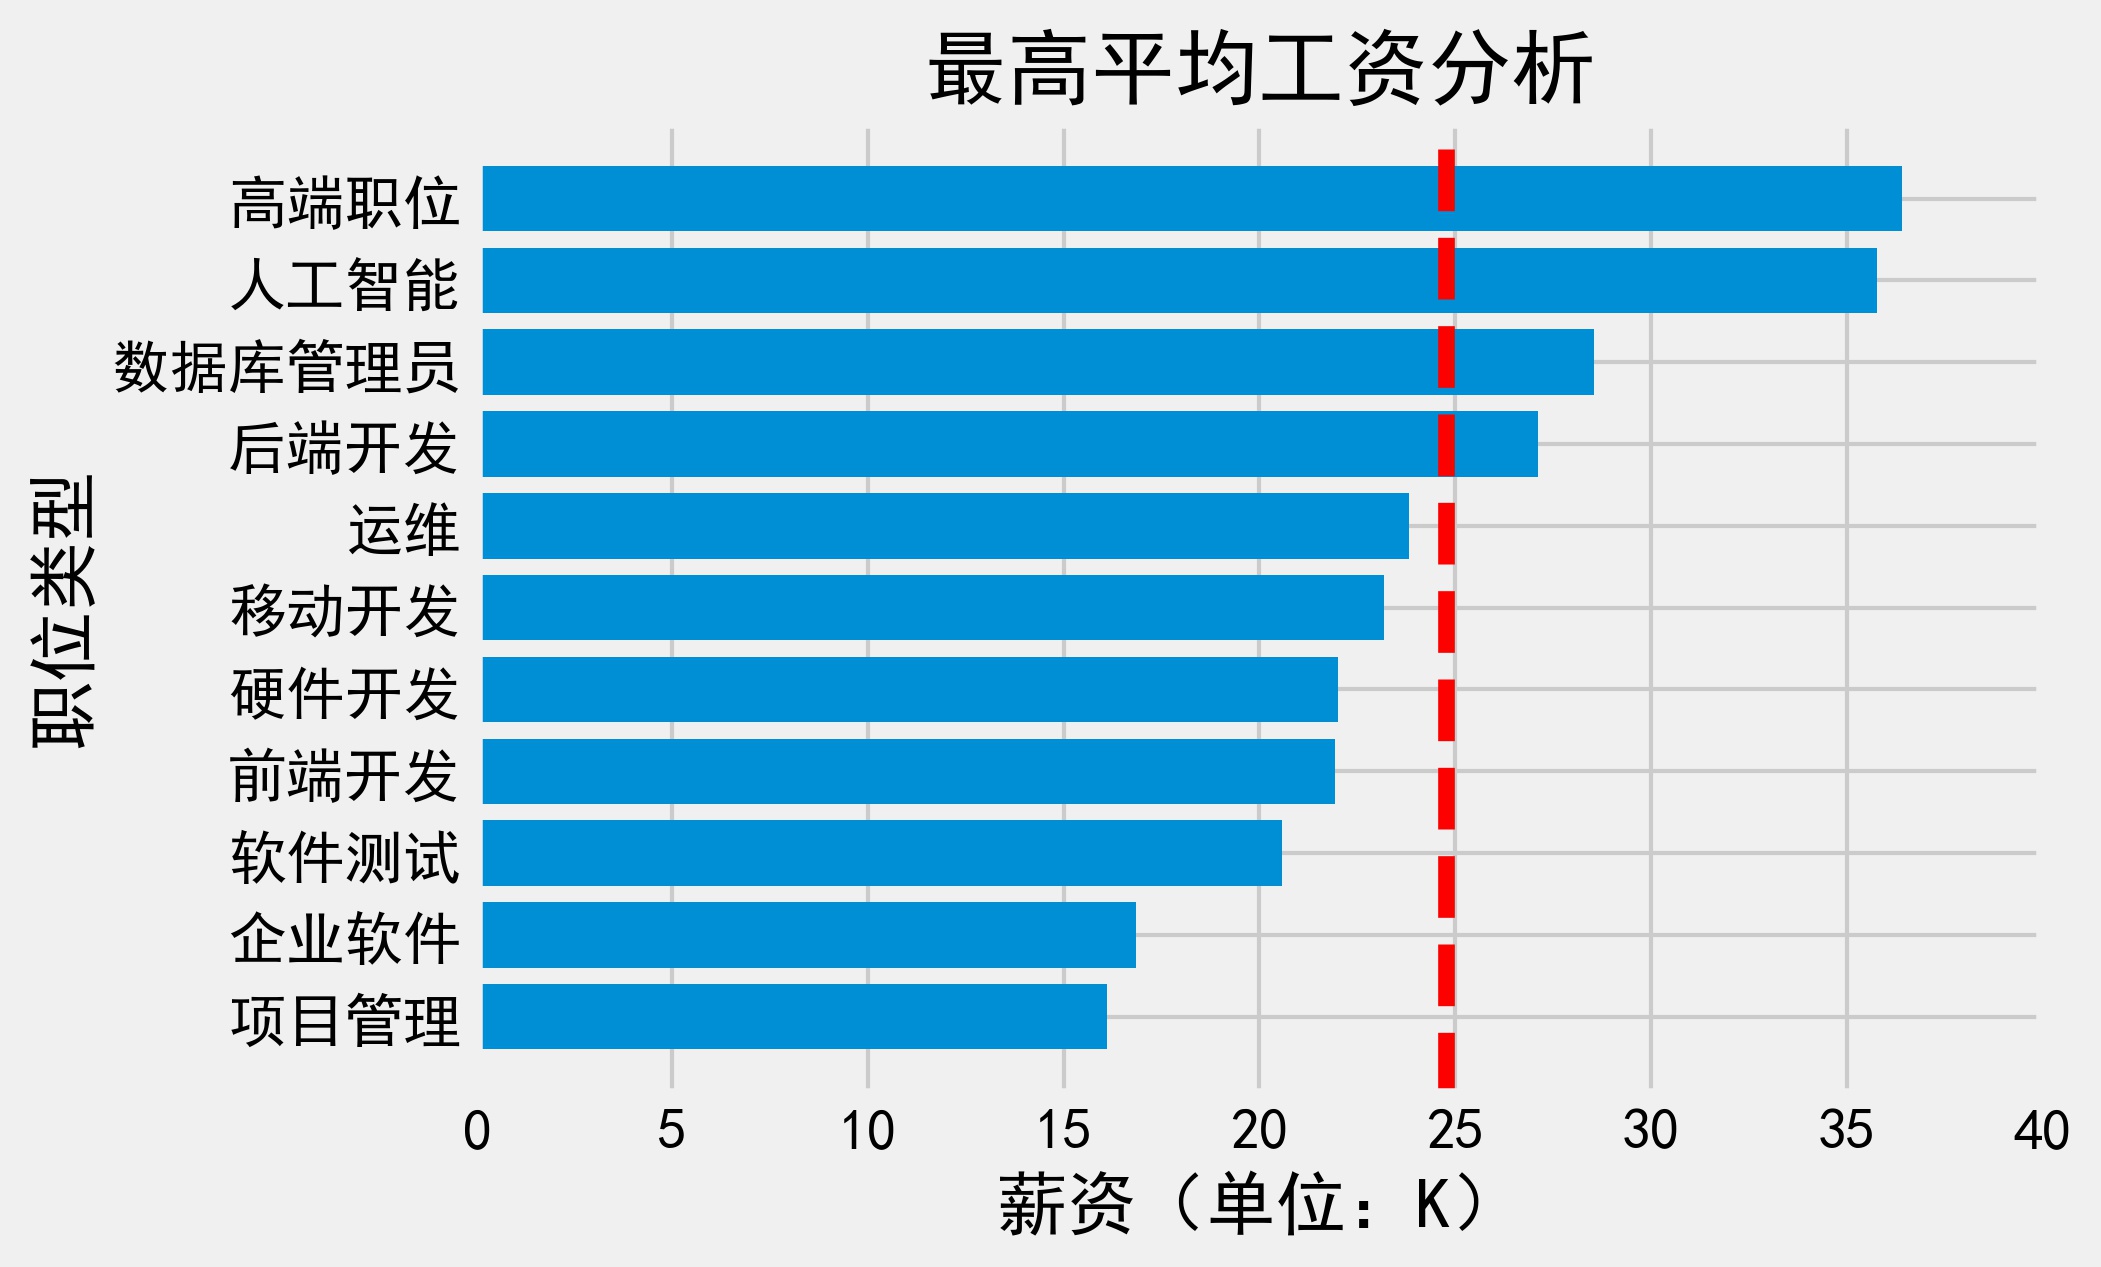 最高平均工资分析
高端职位
人工智能
数据库管理员
后端开发
运维
移动开发
硬件开发
前端开发
软件测试
企业软件
项目管理
职位类型
0 5 10 15 20 25 30 35 40
薪资（单位：K）